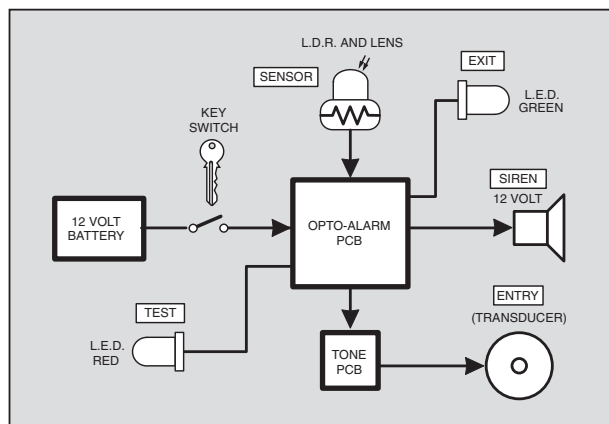 L.D.R. AND LENS
SENSOR
EXIT
L.E.D.
GREEN
KEY
SWITCH
SIREN
12 VOLT
12 VOLT
BATTERY
OPTO-ALARM
PCB
TEST
L.E.D.
RED
ENTRY
(TRANSDUCER)
TONE
PCB